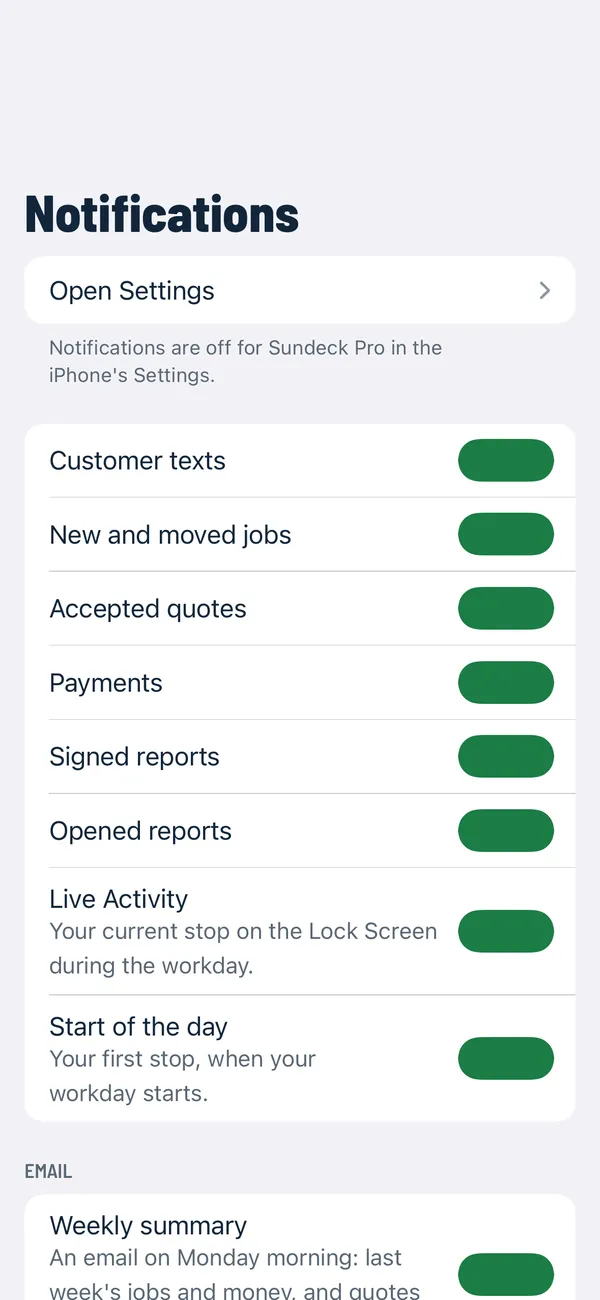 Notifications
Open Settings
Notifications are off for Sundeck Pro in the
iPhone's Settings.
Customer texts
New and moved jobs
Accepted quotes
Payments
Signed reports
Opened reports
Live Activity
Your current stop on the Lock Screen
during the workday.
Start of the day
Your first stop, when your
workday starts.
EMAIL
Weekly summary
An email on Monday morning: last
week's jobs and money, and quotes